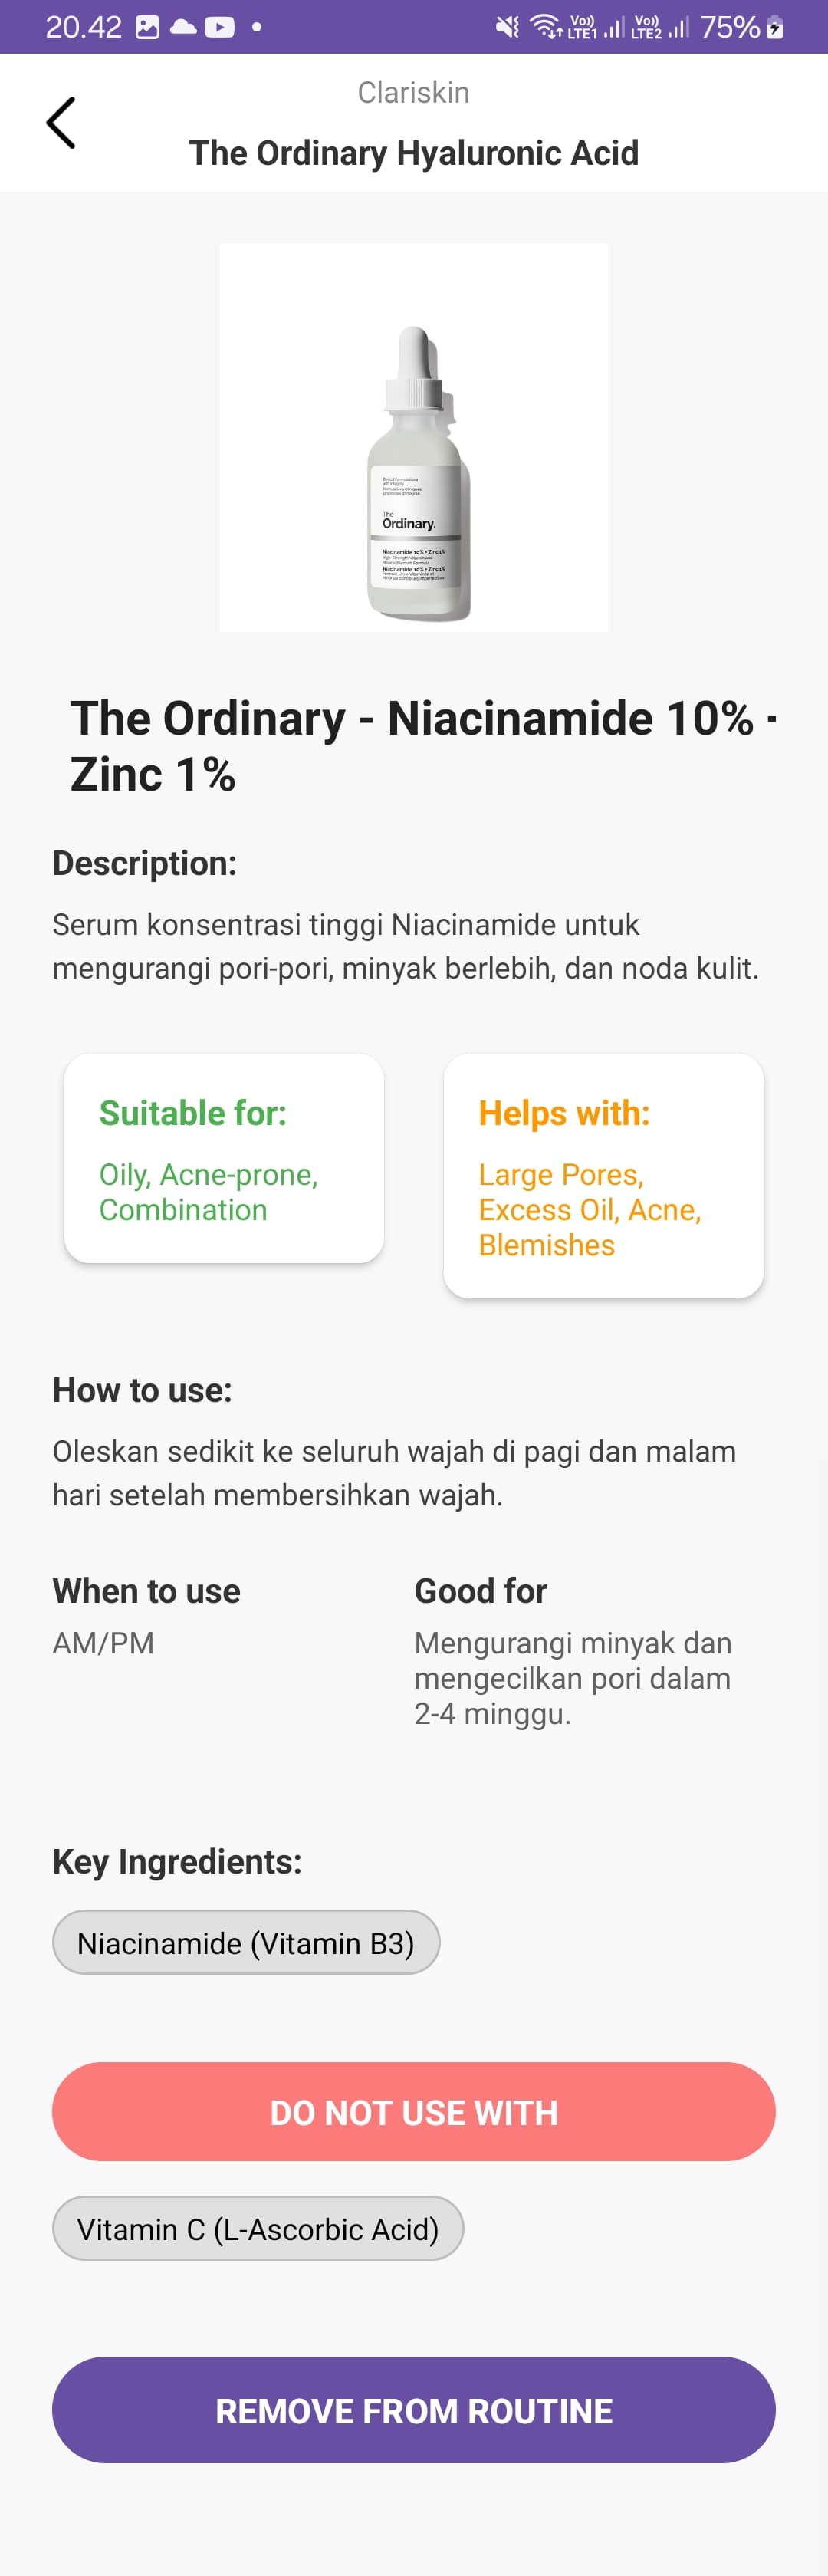 20.42
Vo))
LTE1
Vo))
LTE2
75%
Clariskin
The Ordinary Hyaluronic Acid
The
Ordinary.
Niacinamide 10% + Zinc 1%
Niacinamide 10% + Zinc 1%
The Ordinary - Niacinamide 10% -
Zinc 1%
Description:
Serum konsentrasi tinggi Niacinamide untuk
mengurangi pori-pori, minyak berlebih, dan noda kulit.
Suitable for:
Oily, Acne-prone,
Combination
Helps with:
Large Pores,
Excess Oil, Acne,
Blemishes
How to use:
Oleskan sedikit ke seluruh wajah di pagi dan malam
hari setelah membersihkan wajah.
When to use
AM/PM
Good for
Mengurangi minyak dan
mengecilkan pori dalam
2-4 minggu.
Key Ingredients:
Niacinamide (Vitamin B3)
DO NOT USE WITH
Vitamin C (L-Ascorbic Acid)
REMOVE FROM ROUTINE